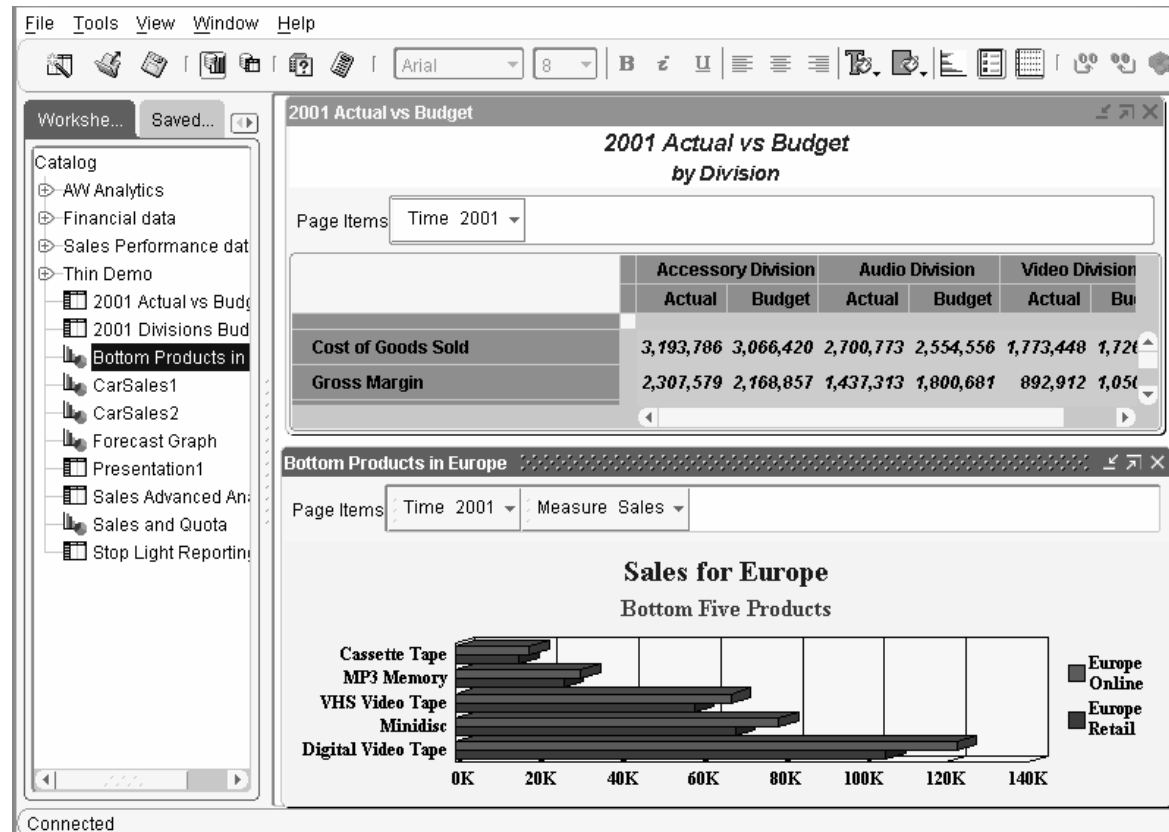 File Tools View Window Help
Arial 8 B i U
Workshe... Saved...
Catalog
AW Analytics
Financial data
Sales Performance dat
Thin Demo
2001 Actual vs Budg
2001 Divisions Bud
Bottom Products in
CarSales1
CarSales2
Forecast Graph
Presentation1
Sales Advanced Ana
Sales and Quota
Stop Light Reporting
2001 Actual vs Budget
2001 Actual vs Budget
by Division
Page Items Time 2001
Accessory Division Audio Division Video Division
Actual Budget Actual Budget Actual Bu
Cost of Goods Sold 3,193,786 3,066,420 2,700,773 2,554,556 1,773,448 1,726
Gross Margin 2,307,579 2,168,857 1,437,313 1,800,681 892,912 1,050
Bottom Products in Europe
Page Items Time 2001 Measure Sales
Sales for Europe
Bottom Five Products
Cassette Tape
MP3 Memory
VHS Video Tape
Minidisc
Digital Video Tape
0K 20K 40K 60K 80K 100K 120K 140K
Europe
Online
Europe
Retail
Connected